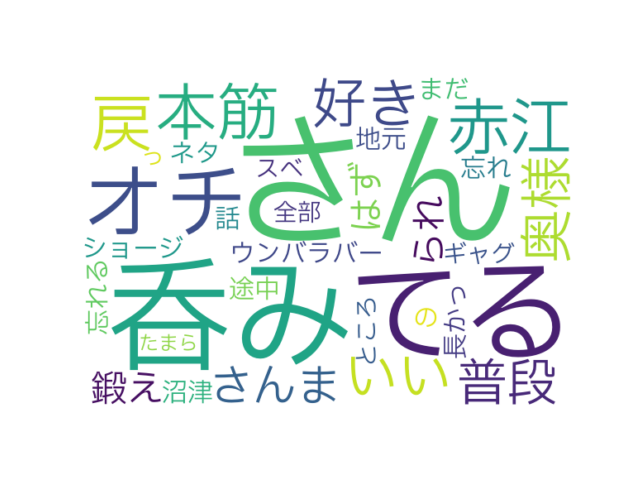 さん
呑み
てる
オチ
本筋
好き
まだ
赤江
戻
っ
ネタ
地元
忘れ
スベ
全部
はず
奥様
話
られ
ショージ
ウンバラバー
ギャグ
忘れる
途中
ところ
の
長かっ
たまら
鍛え
沼津
さんま
いい
普段